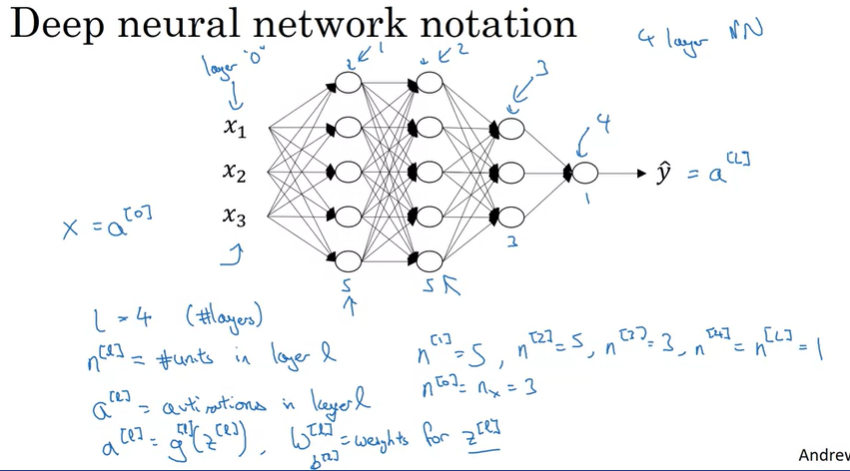 Deep neural network notation
4 layer NN
layer "0"
1
2
3
4
x₁
x₂
x₃
ŷ = a^[L]
X = a^[0]
5
5
3
1
L = 4 (#layers)
n^[l] = #units in layer l
n^[1] = 5, n^[2] = 5, n^[3] = 3, n^[4] = n^[L] = 1
n^[0] = nₓ = 3
a^[l] = activations in layer l
a^[l] = g^[l](z^[l]), W^[l] = weights for z^[l]
b^[l]
Andrew